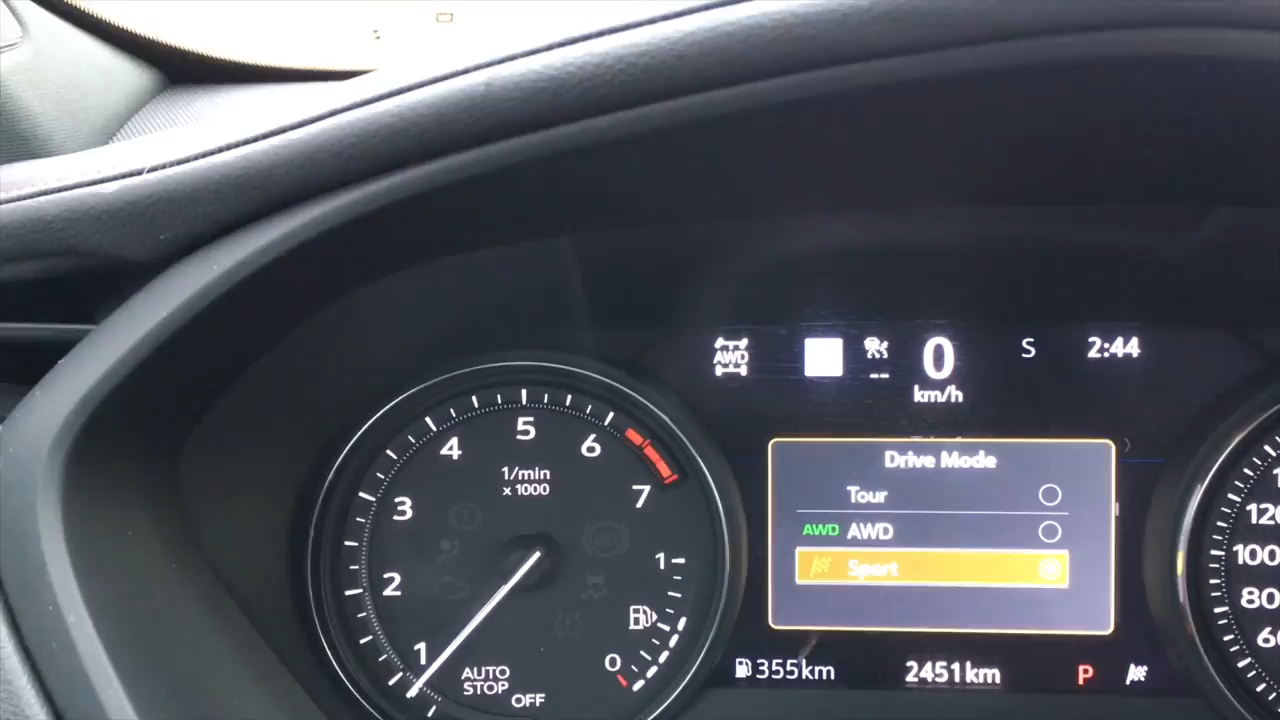 AWD
--
0
km/h
S
2:44
1
2
3
4
5
6
7
1/min
x 1000
1
0
AUTO
STOP
OFF
Drive Mode
Tour
AWD AWD
Sport
355km
2451km
P
120
100
80